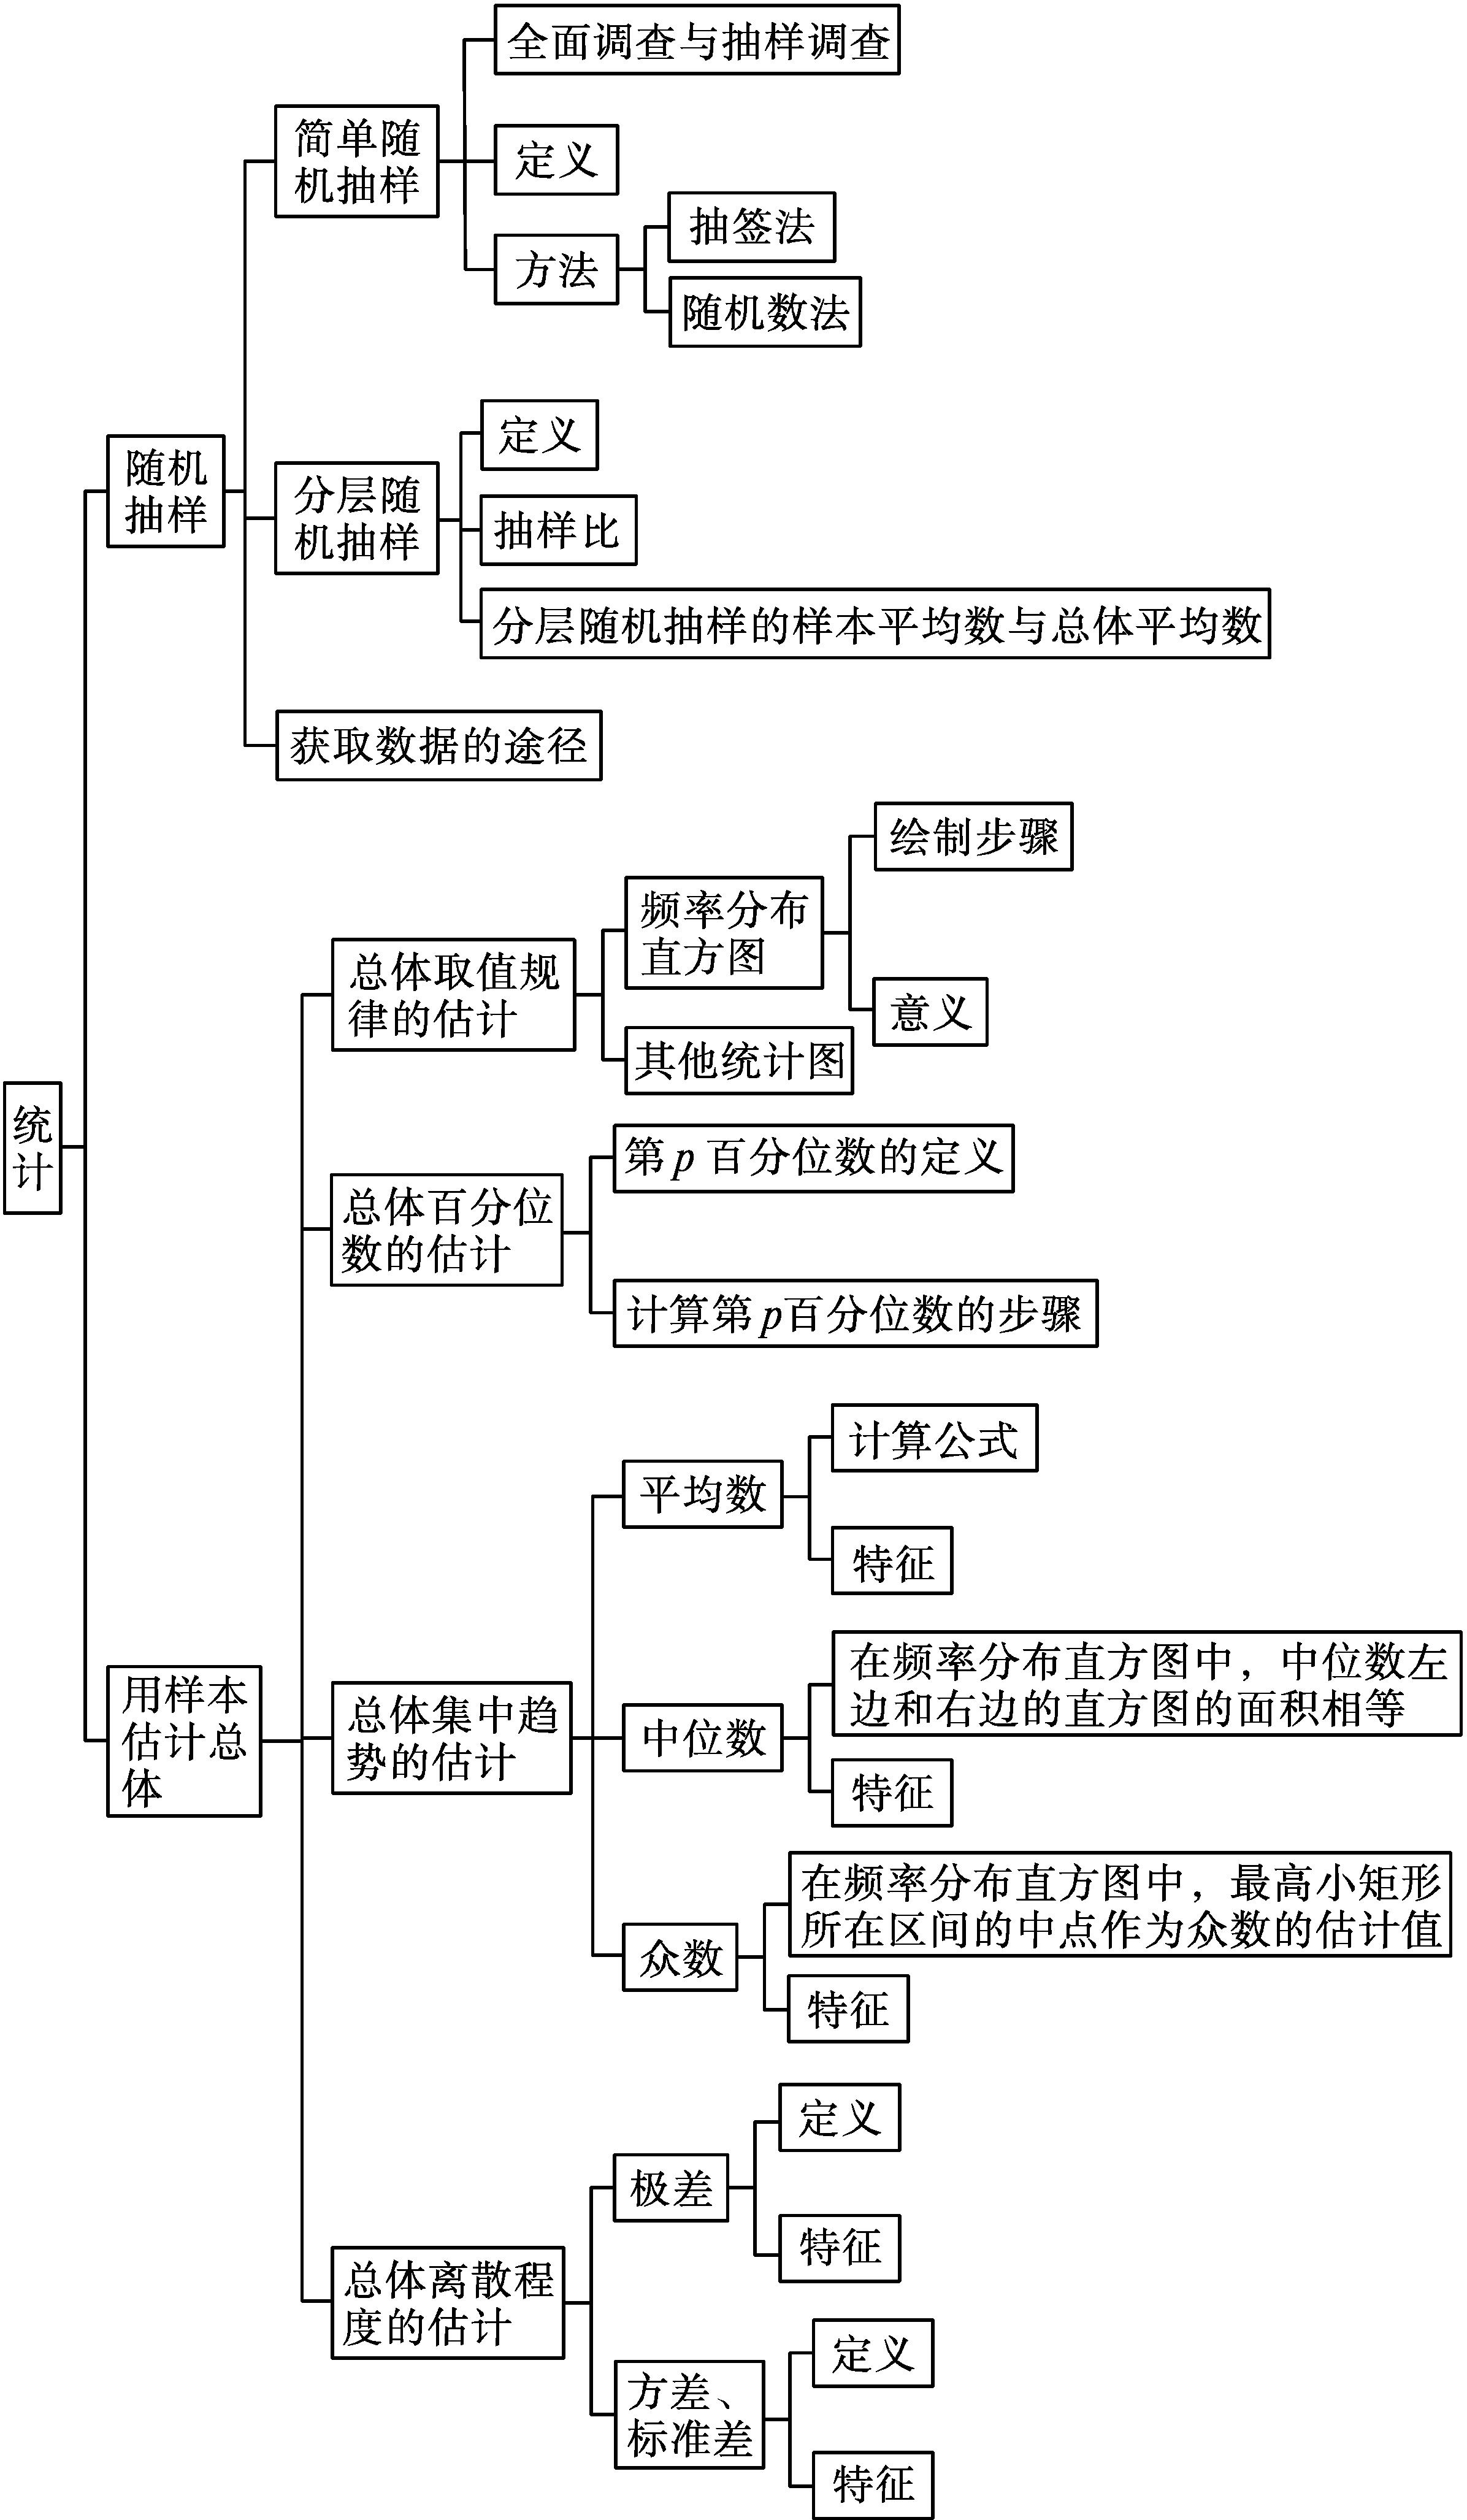 全面调查与抽样调查
简单随
机抽样
定义
抽签法
方法
随机数法
定义
随机
抽样
分层随
机抽样
抽样比
分层随机抽样的样本平均数与总体平均数
获取数据的途径
绘制步骤
频率分布
直方图
总体取值规
律的估计
意义
其他统计图
统
计
第p百分位数的定义
总体百分位
数的估计
计算第p百分位数的步骤
计算公式
平均数
特征
在频率分布直方图中，中位数左
边和右边的直方图的面积相等
用样本
估计总
体
总体集中趋
势的估计
中位数
特征
在频率分布直方图中，最高小矩形
所在区间的中点作为众数的估计值
众数
特征
定义
极差
特征
总体离散程
度的估计
定义
方差、
标准差
特征